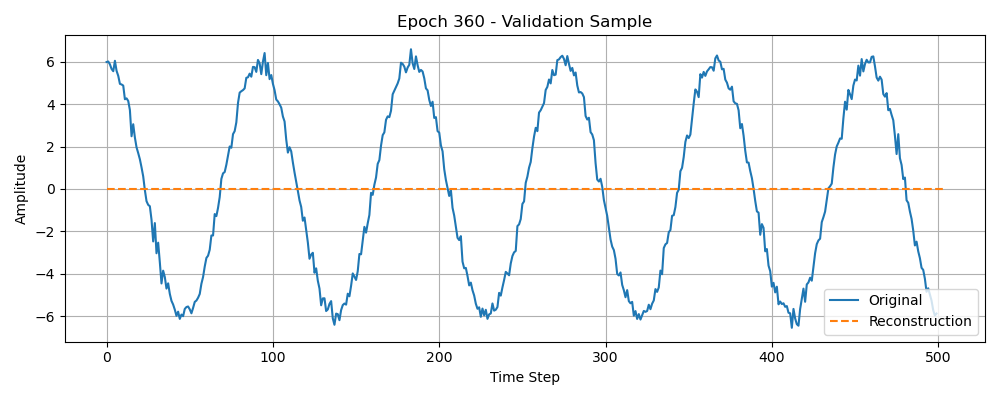 Epoch 360 - Validation Sample
Amplitude
6
4
2
0
−2
−4
−6
0
100
200
300
400
500
Time Step
Original
Reconstruction